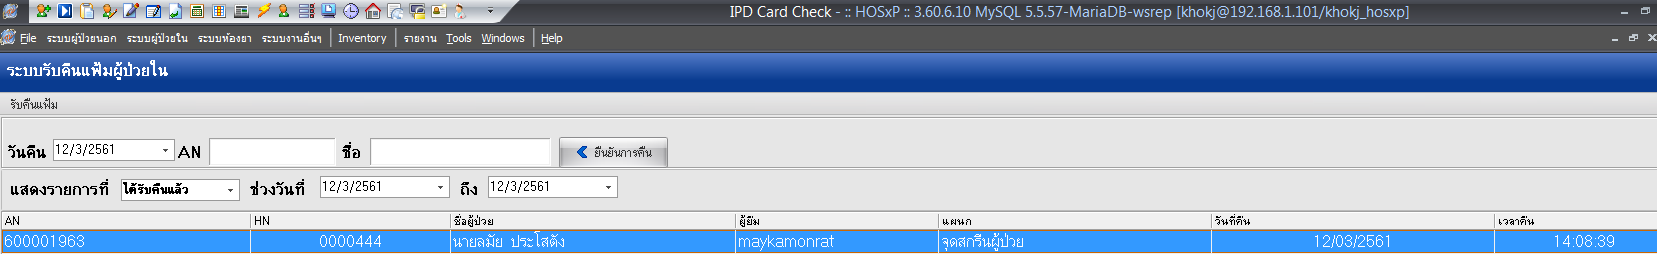 IPD Card Check - :: HOSxP :: 3.60.6.10 MySQL 5.5.57-MariaDB-wsrep [khokj@192.168.1.101/khokj_hosxp]
File ระบบผู้ป่วยนอก ระบบผู้ป่วยใน ระบบห้องยา ระบบงานอื่นๆ Inventory รายงาน Tools Windows Help
ระบบรับคืนแฟ้มผู้ป่วยใน
รับคืนแฟ้ม
วันคืน 12/3/2561 AN ชื่อ ยืนยันการคืน
แสดงรายการที่ ได้รับคืนแล้ว ช่วงวันที่ 12/3/2561 ถึง 12/3/2561
AN HN ชื่อผู้ป่วย ผู้ยืม แผนก วันที่คืน เวลาคืน
600001963 0000444 นายลมัย ประโสตัง maykamonrat จุดสกรีนผู้ป่วย 12/03/2561 14:08:39